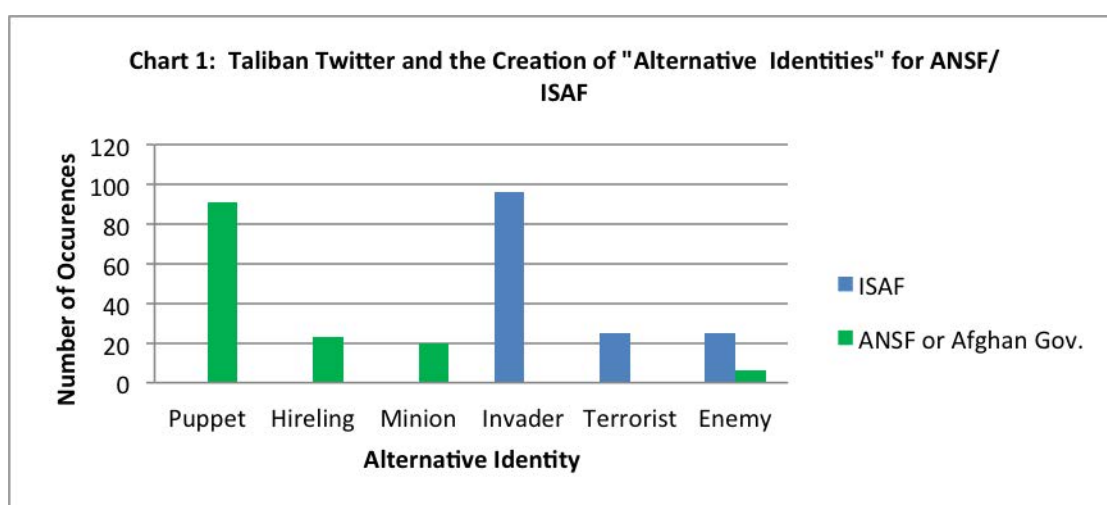 Chart 1: Taliban Twitter and the Creation of "Alternative Identities" for ANSF/
ISAF
Number of Occurences
120
100
80
60
40
20
0
Puppet Hireling Minion Invader Terrorist Enemy
Alternative Identity
ISAF
ANSF or Afghan Gov.